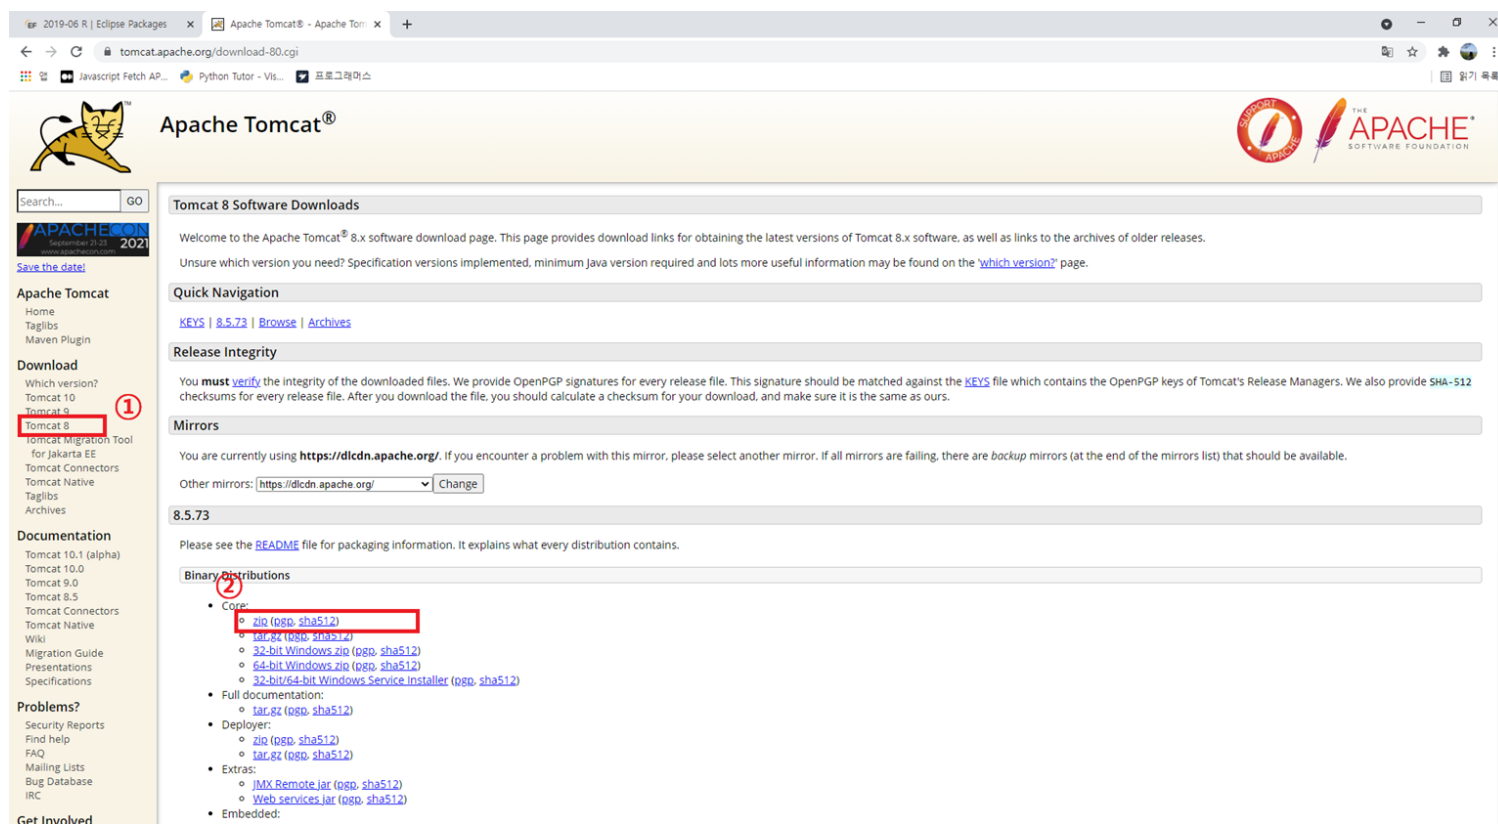 2019-06 R | Eclipse Packages
Apache Tomcat® - Apache Tom
tomcat.apache.org/download-80.cgi
앱
Javascript Fetch AP...
Python Tutor - Vis...
프로그래머스
읽기 목록
TM
Apache Tomcat®
SUPPORT
APACHE
THE
APACHE®
SOFTWARE FOUNDATION
Search...
GO
APACHECON
September 21-23 2021
www.apachecon.com
Save the date!
Apache Tomcat
Home
Taglibs
Maven Plugin
Download
Which version?
Tomcat 10
Tomcat 9
①
Tomcat 8
Tomcat Migration Tool
for Jakarta EE
Tomcat Connectors
Tomcat Native
Taglibs
Archives
Documentation
Tomcat 10.1 (alpha)
Tomcat 10.0
Tomcat 9.0
Tomcat 8.5
Tomcat Connectors
Tomcat Native
Wiki
Migration Guide
Presentations
Specifications
Problems?
Security Reports
Find help
FAQ
Mailing Lists
Bug Database
IRC
Get Involved
Tomcat 8 Software Downloads
Welcome to the Apache Tomcat® 8.x software download page. This page provides download links for obtaining the latest versions of Tomcat 8.x software, as well as links to the archives of older releases.
Unsure which version you need? Specification versions implemented, minimum Java version required and lots more useful information may be found on the 'which version?' page.
Quick Navigation
KEYS | 8.5.73 | Browse | Archives
Release Integrity
You must verify the integrity of the downloaded files. We provide OpenPGP signatures for every release file. This signature should be matched against the KEYS file which contains the OpenPGP keys of Tomcat's Release Managers. We also provide SHA-512
checksums for every release file. After you download the file, you should calculate a checksum for your download, and make sure it is the same as ours.
Mirrors
You are currently using https://dlcdn.apache.org/. If you encounter a problem with this mirror, please select another mirror. If all mirrors are failing, there are backup mirrors (at the end of the mirrors list) that should be available.
Other mirrors: https://dlcdn.apache.org/ Change
8.5.73
Please see the README file for packaging information. It explains what every distribution contains.
Binary Distributions
②
• Core:
zip (pgp, sha512)
tar.gz (pgp, sha512)
32-bit Windows zip (pgp, sha512)
64-bit Windows zip (pgp, sha512)
32-bit/64-bit Windows Service Installer (pgp, sha512)
• Full documentation:
tar.gz (pgp, sha512)
• Deployer:
zip (pgp, sha512)
tar.gz (pgp, sha512)
• Extras:
JMX Remote jar (pgp, sha512)
Web services jar (pgp, sha512)
• Embedded: